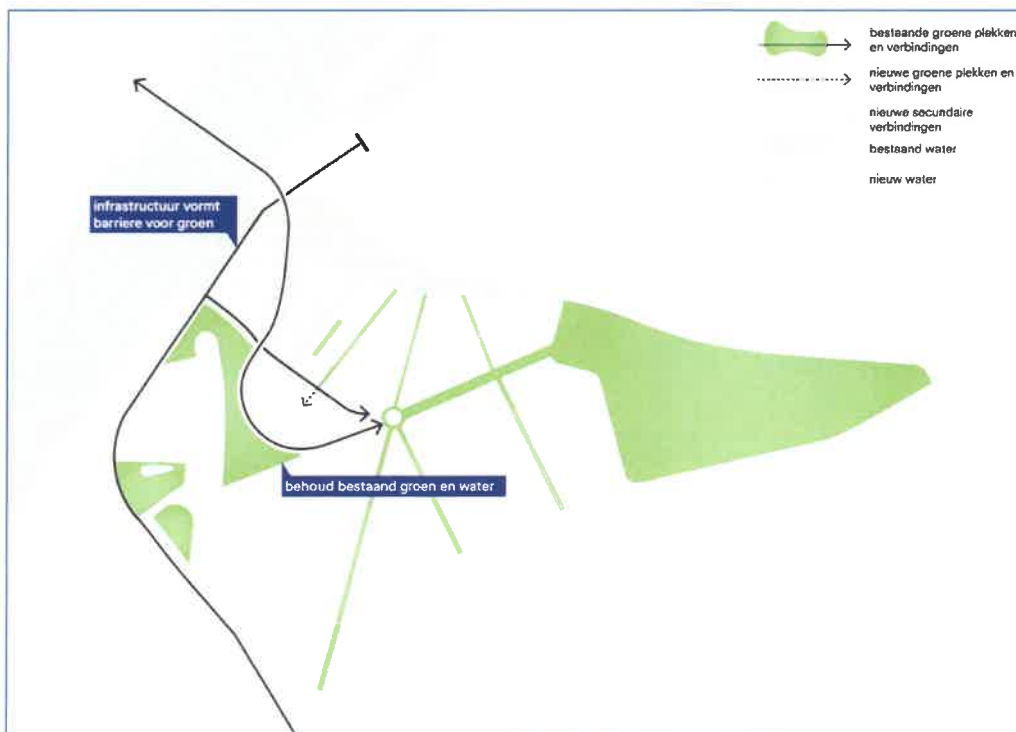 bestaande groene plekken
en verbindingen
nieuwe groene plekken en
verbindingen
nieuwe secundaire
verbindingen
bestaand water
nieuw water
infrastructuur vormt
barriere voor groen
behoud bestaand groen en water